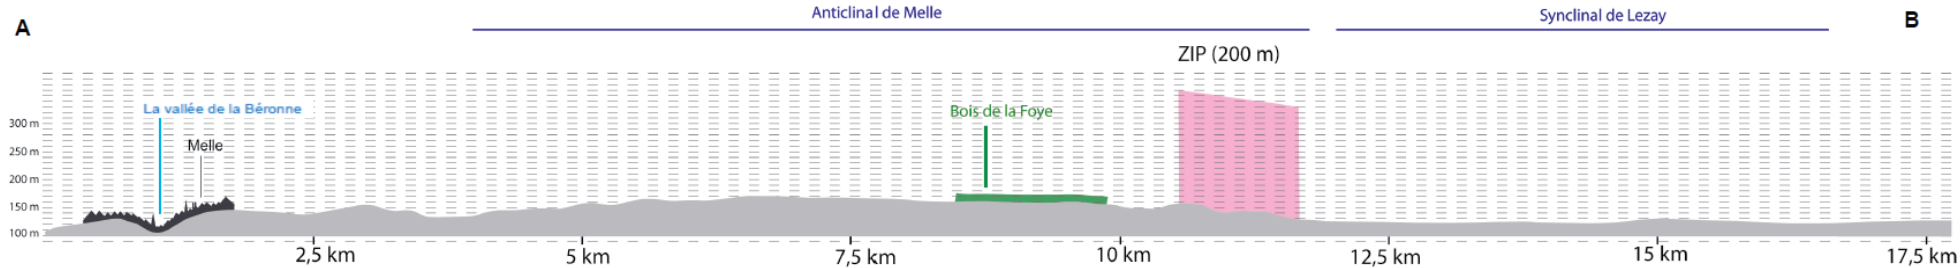 Anticlinal de Melle
Synclinal de Lezay
A
B
ZIP (200 m)
La vallée de la Béronne
Bois de la Foye
Melle
300 m
250 m
200 m
150 m
100 m
2,5 km
5 km
7,5 km
10 km
12,5 km
15 km
17,5 km